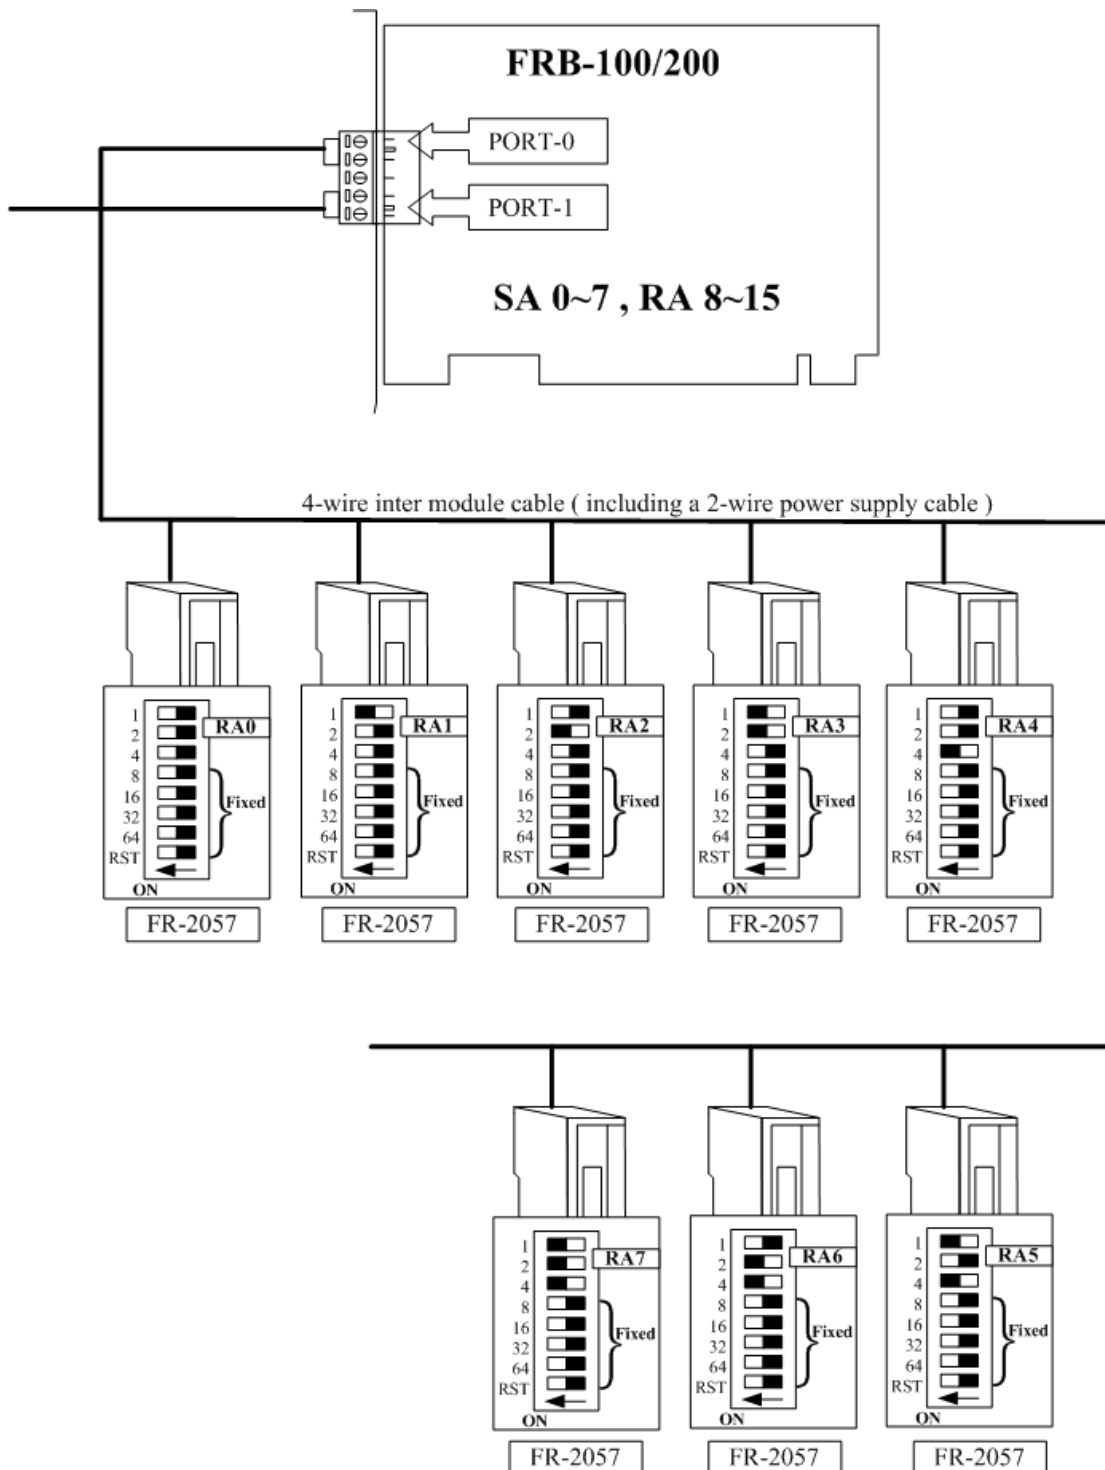 FRB-100/200
PORT-0
PORT-1
SA 0~7 , RA 8~15
4-wire inter module cable ( including a 2-wire power supply cable )
1
2
4
8
16
32
64
RST
ON
RA0
Fixed
FR-2057
1
2
4
8
16
32
64
RST
ON
RA1
Fixed
FR-2057
1
2
4
8
16
32
64
RST
ON
RA2
Fixed
FR-2057
1
2
4
8
16
32
64
RST
ON
RA3
Fixed
FR-2057
1
2
4
8
16
32
64
RST
ON
RA4
Fixed
FR-2057
1
2
4
8
16
32
64
RST
ON
RA7
Fixed
FR-2057
1
2
4
8
16
32
64
RST
ON
RA6
Fixed
FR-2057
1
2
4
8
16
32
64
RST
ON
RA5
Fixed
FR-2057